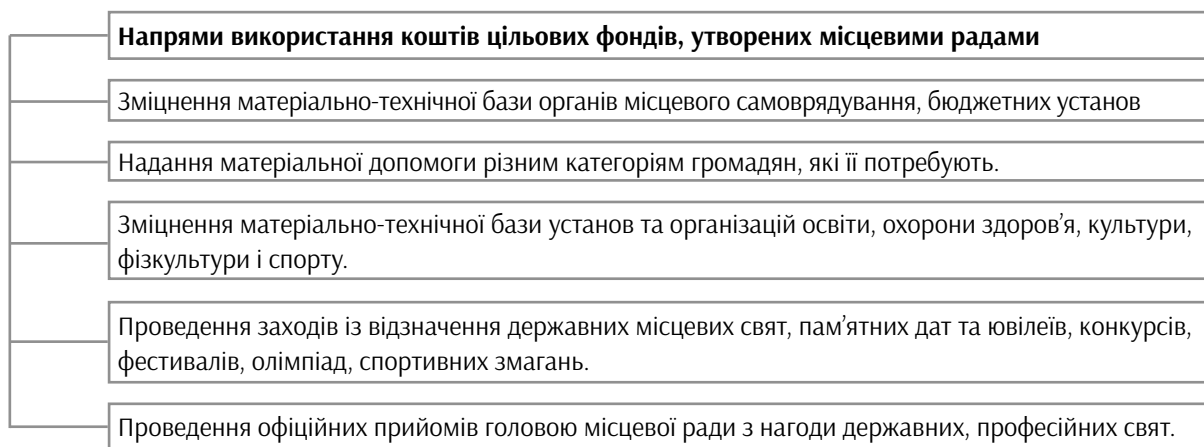 Напрями використання коштів цільових фондів, утворених місцевими радами
Зміцнення матеріально-технічної бази органів місцевого самоврядування, бюджетних установ
Надання матеріальної допомоги різним категоріям громадян, які її потребують.
Зміцнення матеріально-технічної бази установ та організацій освіти, охорони здоров’я, культури,
фізкультури і спорту.
Проведення заходів із відзначення державних місцевих свят, пам’ятних дат та ювілеїв, конкурсів,
фестивалів, олімпіад, спортивних змагань.
Проведення офіційних прийомів головою місцевої ради з нагоди державних, професійних свят.